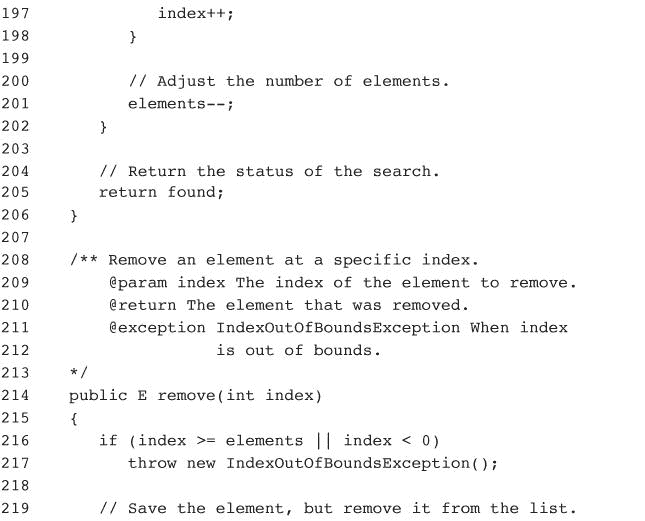 197             index++;
198          }
199
200          // Adjust the number of elements.
201          elements--;
202       }
203
204       // Return the status of the search.
205       return found;
206    }
207
208    /** Remove an element at a specific index.
209        @param index The index of the element to remove.
210        @return The element that was removed.
211        @exception IndexOutOfBoundsException When index
212                   is out of bounds.
213    */
214    public E remove(int index)
215    {
216       if (index >= elements || index < 0)
217          throw new IndexOutOfBoundsException();
218
219       // Save the element, but remove it from the list.